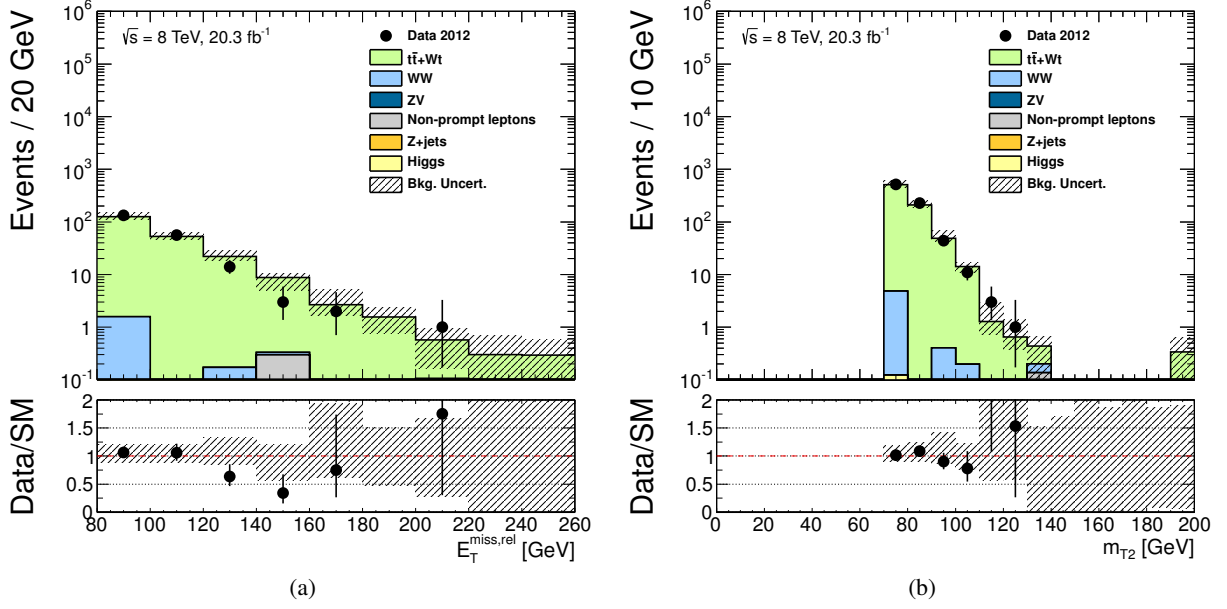 Events / 20 GeV
√s = 8 TeV, 20.3 fb⁻¹
Data 2012
tt̄+Wt
WW
ZV
Non-prompt leptons
Z+jets
Higgs
Bkg. Uncert.
10⁶
10⁵
10⁴
10³
10²
10
1
10⁻¹
Data/SM
2
1.5
1
0.5
0
80 100 120 140 160 180 200 220 240 260
E_T^miss,rel [GeV]
(a)
Events / 10 GeV
√s = 8 TeV, 20.3 fb⁻¹
Data 2012
tt̄+Wt
WW
ZV
Non-prompt leptons
Z+jets
Higgs
Bkg. Uncert.
10⁶
10⁵
10⁴
10³
10²
10
1
10⁻¹
Data/SM
2
1.5
1
0.5
0
0 20 40 60 80 100 120 140 160 180 200
m_T2 [GeV]
(b)